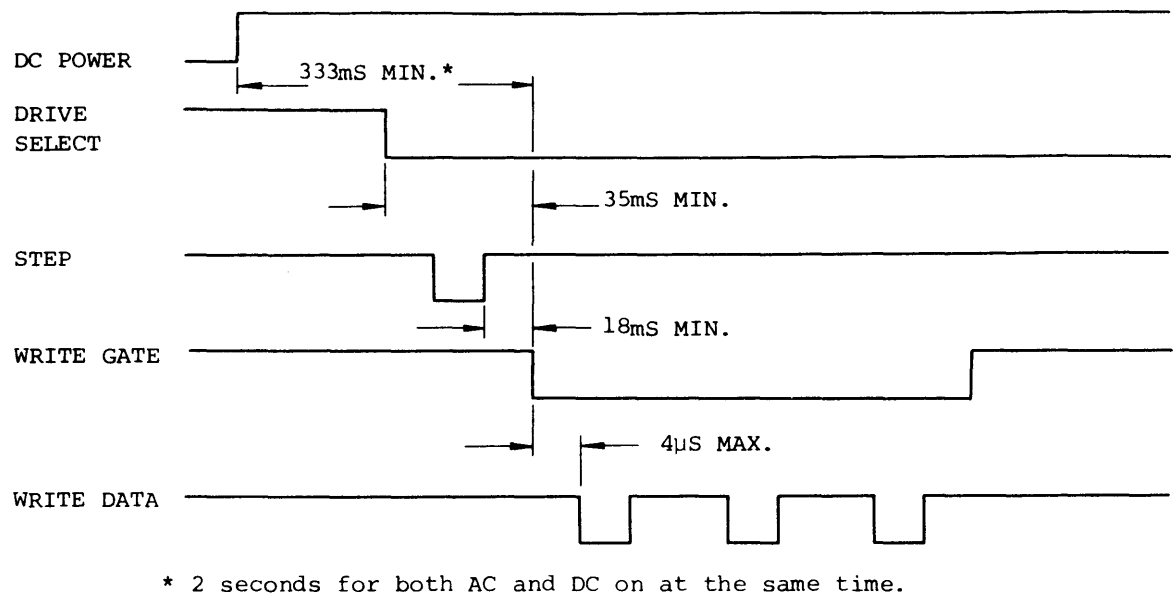 DC POWER
333mS MIN.*
DRIVE
SELECT
35mS MIN.
STEP
18mS MIN.
WRITE GATE
4µS MAX.
WRITE DATA
* 2 seconds for both AC and DC on at the same time.